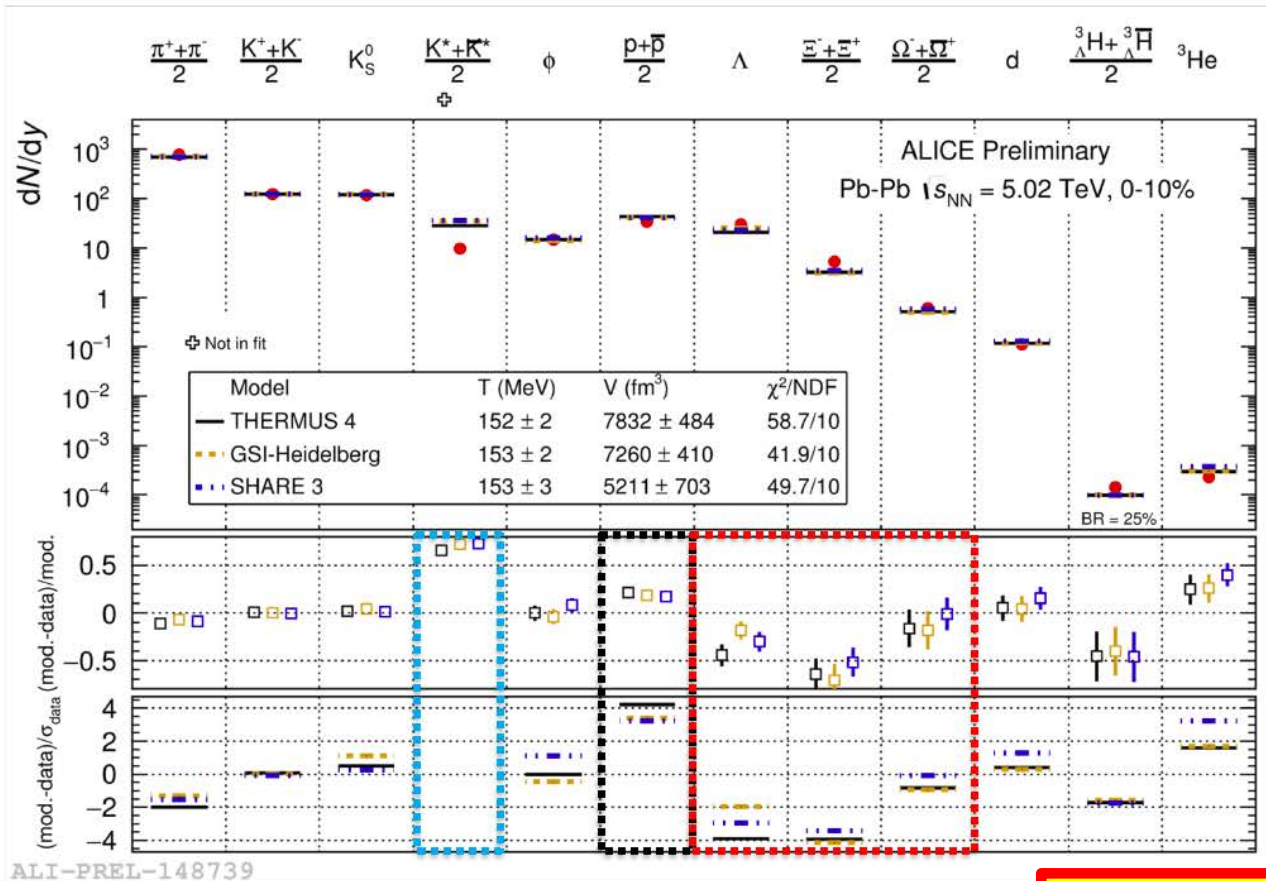 π⁺+π⁻ K⁺+K⁻ K*+K̅* p+p̅ Ξ⁻+Ξ̅⁺ Ω⁻+Ω̅⁺ ³ΛH+³ΛH̅
2 2 K⁰S 2 ϕ 2 Λ 2 2 d 2 ³He
dN/dy
10³
10²
10
1
10⁻¹
10⁻²
10⁻³
10⁻⁴
ALICE Preliminary
Pb-Pb √sNN = 5.02 TeV, 0-10%
Not in fit
Model T (MeV) V (fm³) χ²/NDF
THERMUS 4 152 ± 2 7832 ± 484 58.7/10
GSI-Heidelberg 153 ± 2 7260 ± 410 41.9/10
SHARE 3 153 ± 3 5211 ± 703 49.7/10
BR = 25%
(mod.-data)/mod.
0.5
0
−0.5
(mod.-data)/σdata
4
2
0
−2
−4
ALI-PREL-148739